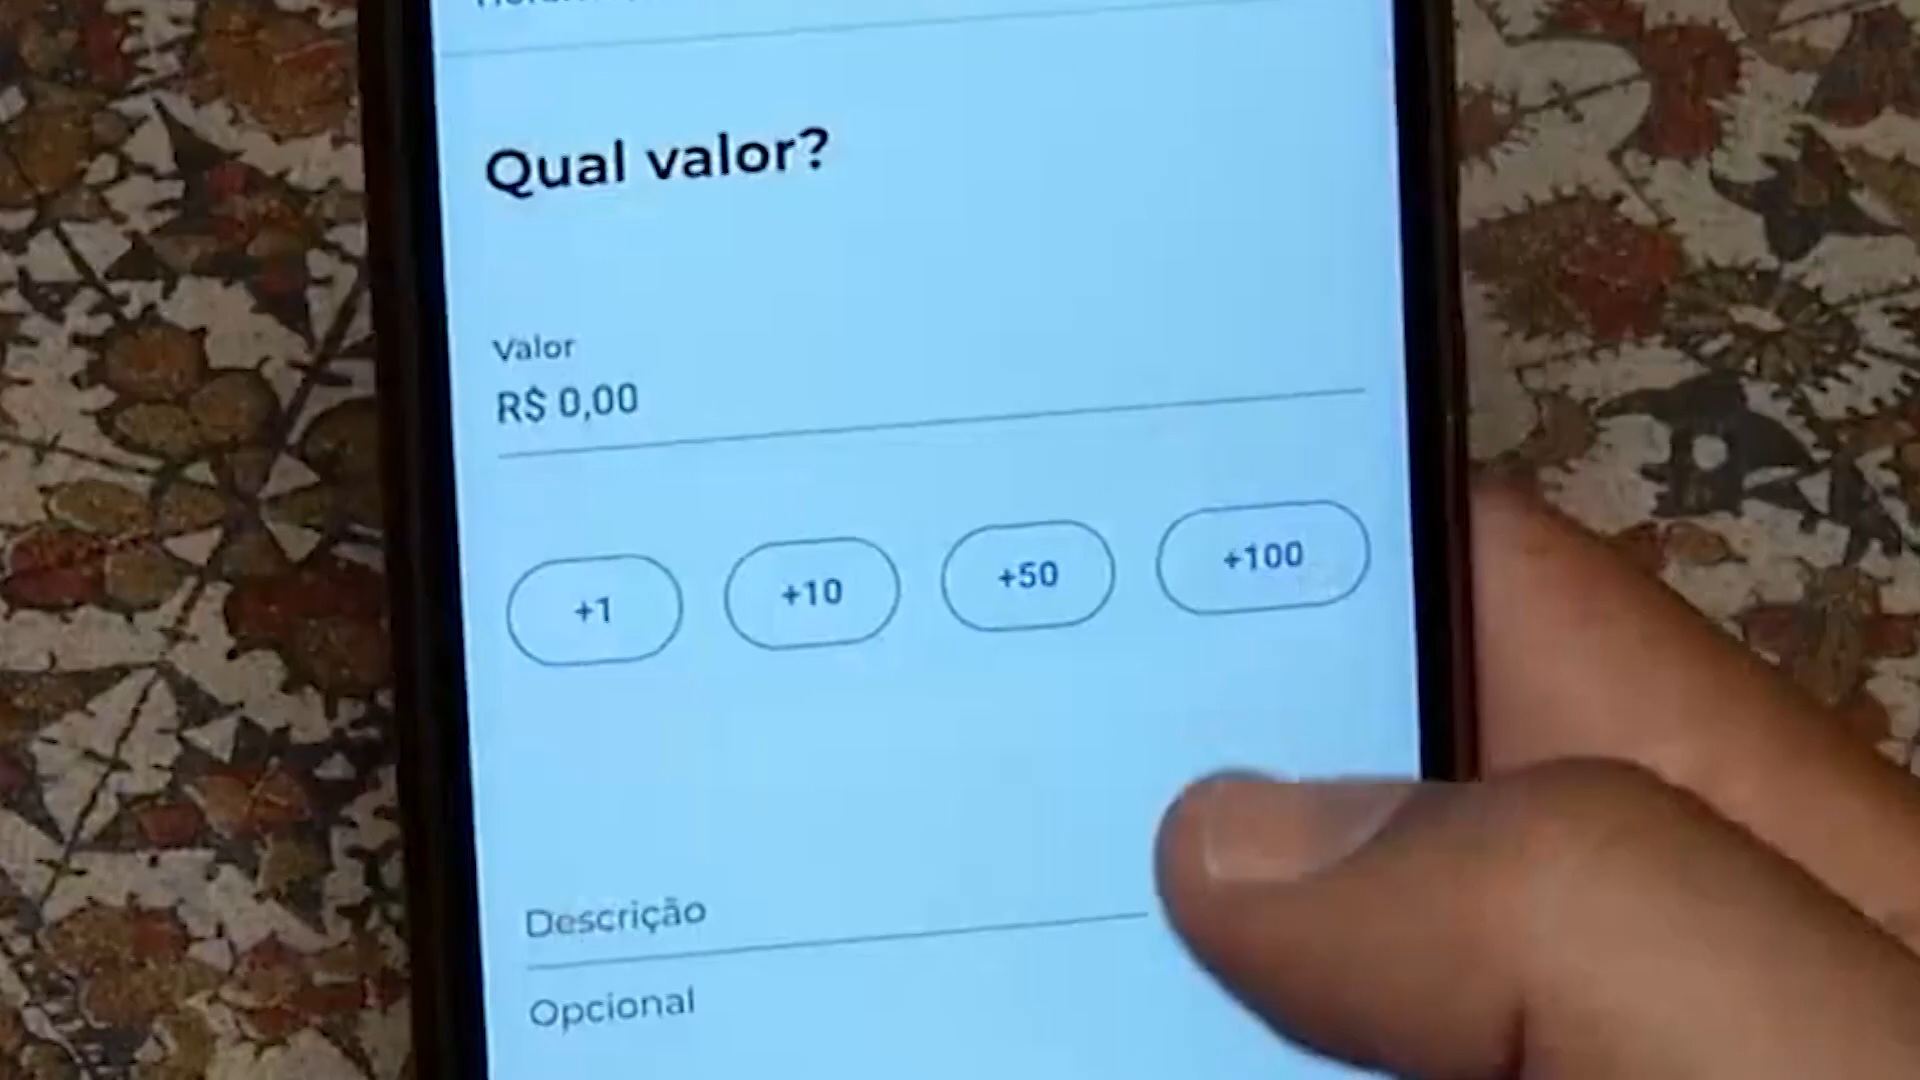 Qual valor?
Valor
R$ 0,00
+1 +10 +50 +100
Descrição
Opcional